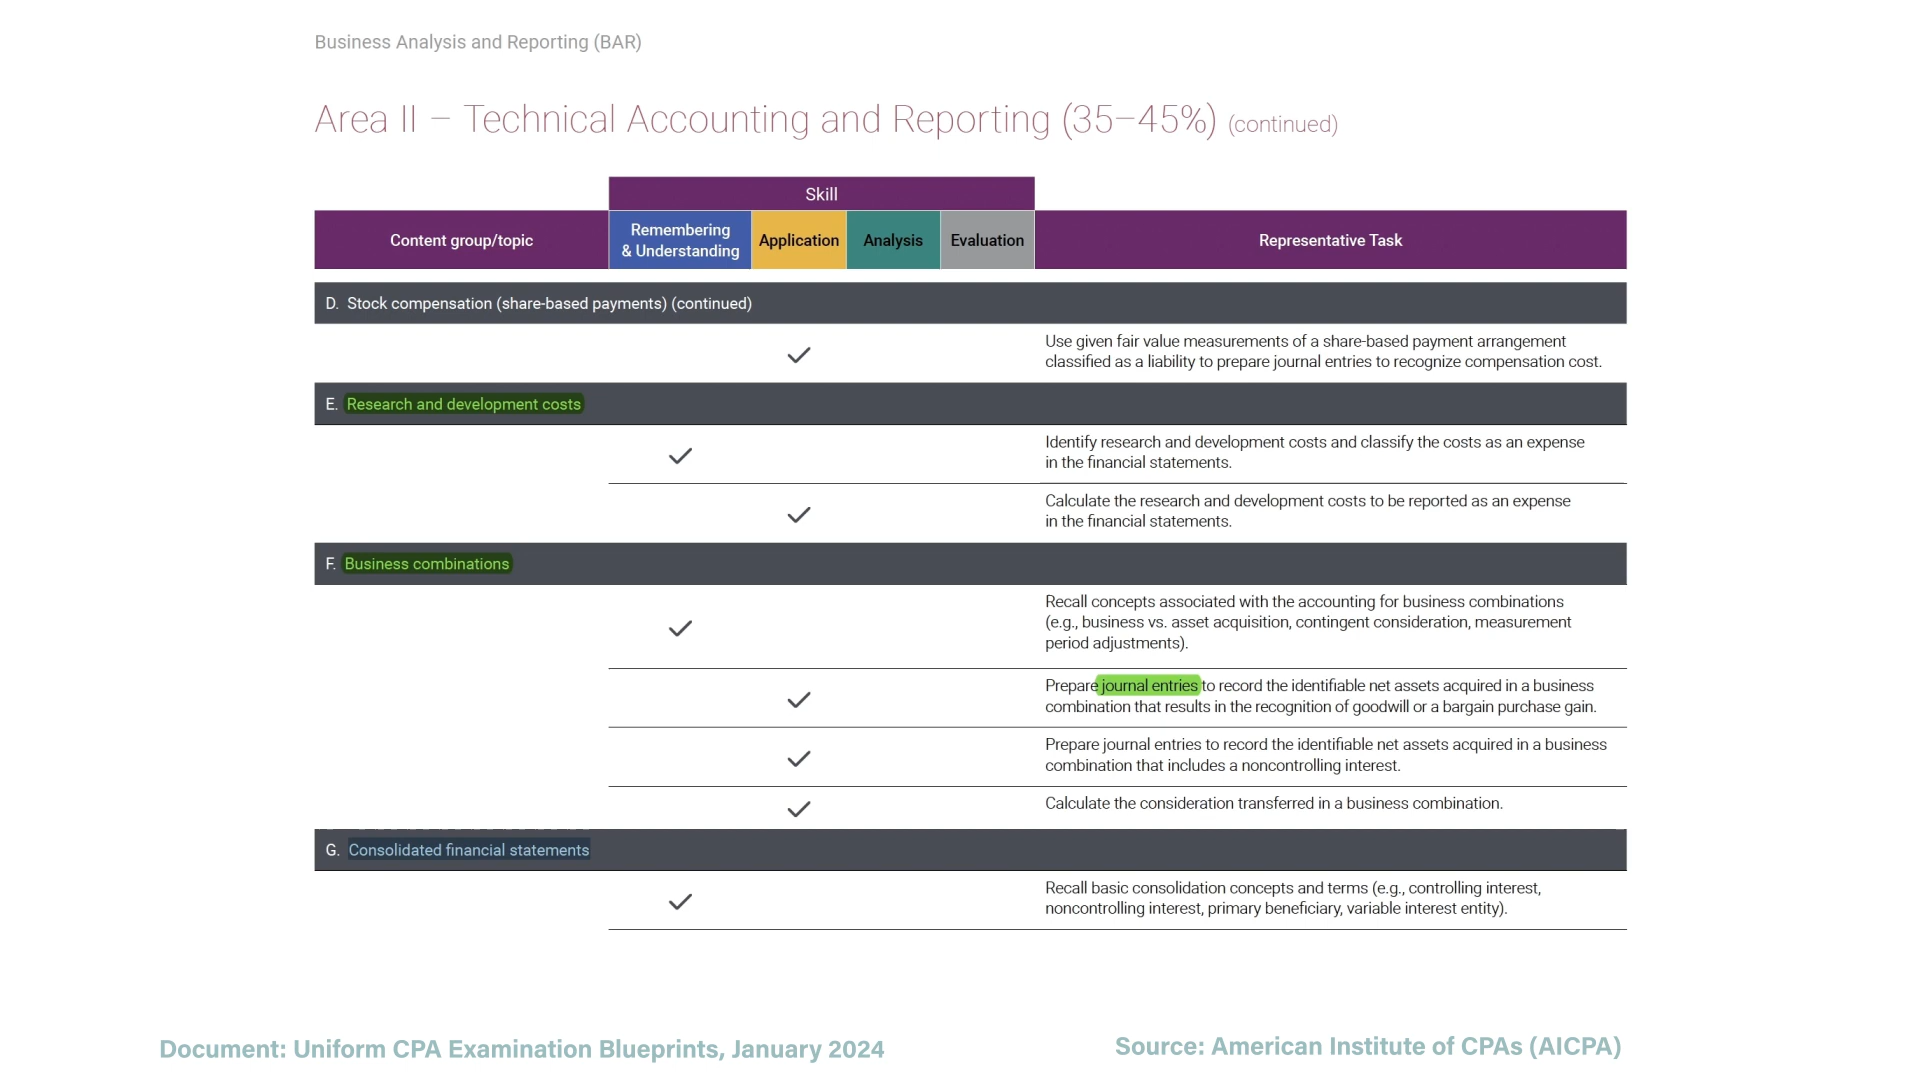 Business Analysis and Reporting (BAR)
Area II – Technical Accounting and Reporting (35–45%) (continued)
Skill
Content group/topic
Remembering
& Understanding
Application
Analysis
Evaluation
Representative Task
D. Stock compensation (share-based payments) (continued)
Use given fair value measurements of a share-based payment arrangement
classified as a liability to prepare journal entries to recognize compensation cost.
E. Research and development costs
Identify research and development costs and classify the costs as an expense
in the financial statements.
Calculate the research and development costs to be reported as an expense
in the financial statements.
F. Business combinations
Recall concepts associated with the accounting for business combinations
(e.g., business vs. asset acquisition, contingent consideration, measurement
period adjustments).
Prepare journal entries to record the identifiable net assets acquired in a business
combination that results in the recognition of goodwill or a bargain purchase gain.
Prepare journal entries to record the identifiable net assets acquired in a business
combination that includes a noncontrolling interest.
Calculate the consideration transferred in a business combination.
G. Consolidated financial statements
Recall basic consolidation concepts and terms (e.g., controlling interest,
noncontrolling interest, primary beneficiary, variable interest entity).
Document: Uniform CPA Examination Blueprints, January 2024
Source: American Institute of CPAs (AICPA)